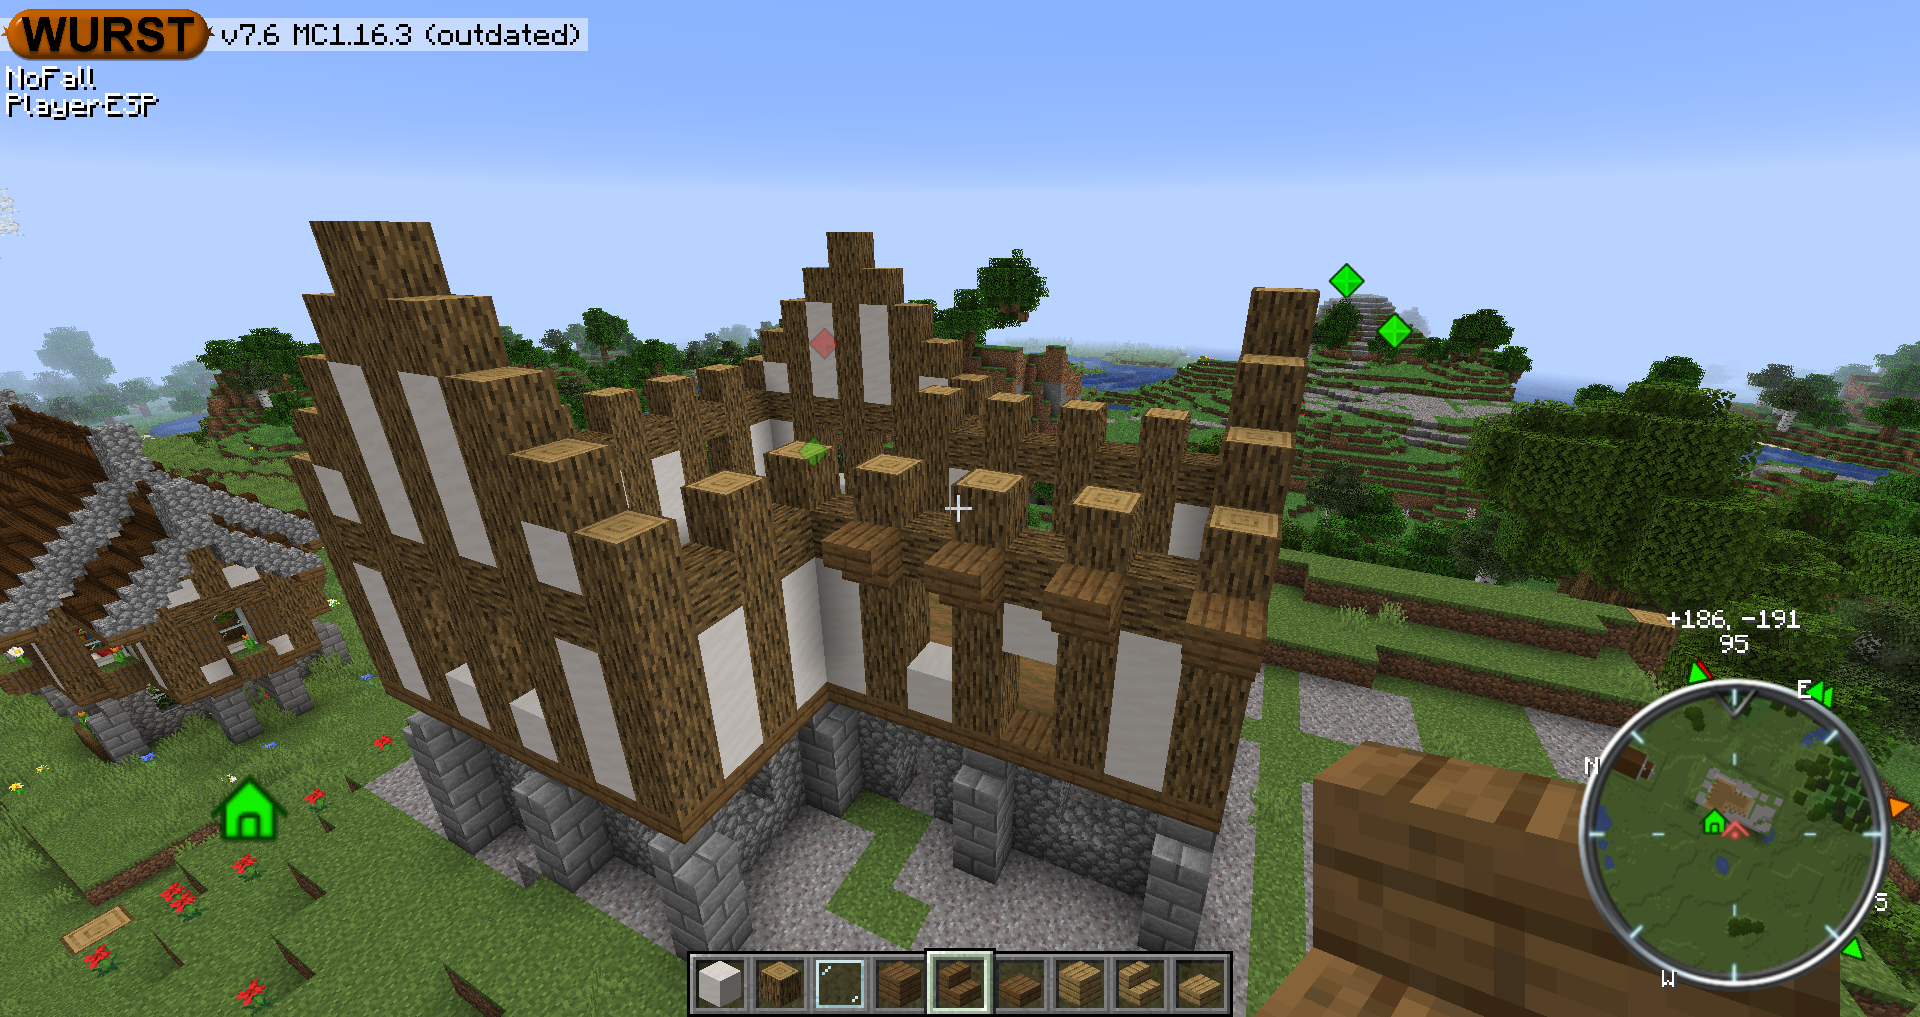 WURST v7.6 MC1.16.3 (outdated)
NoFall
PlayerESP
+186, -191
95
E
N
S
W